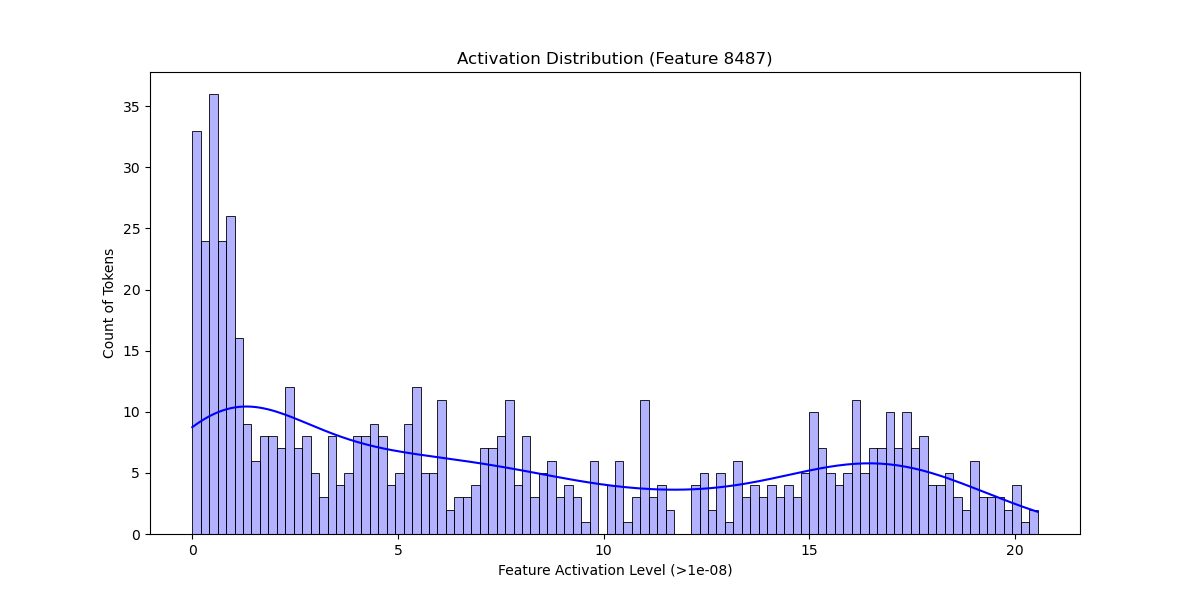 Activation Distribution (Feature 8487)
Count of Tokens
35
30
25
20
15
10
5
0
0 5 10 15 20
Feature Activation Level (>1e-08)